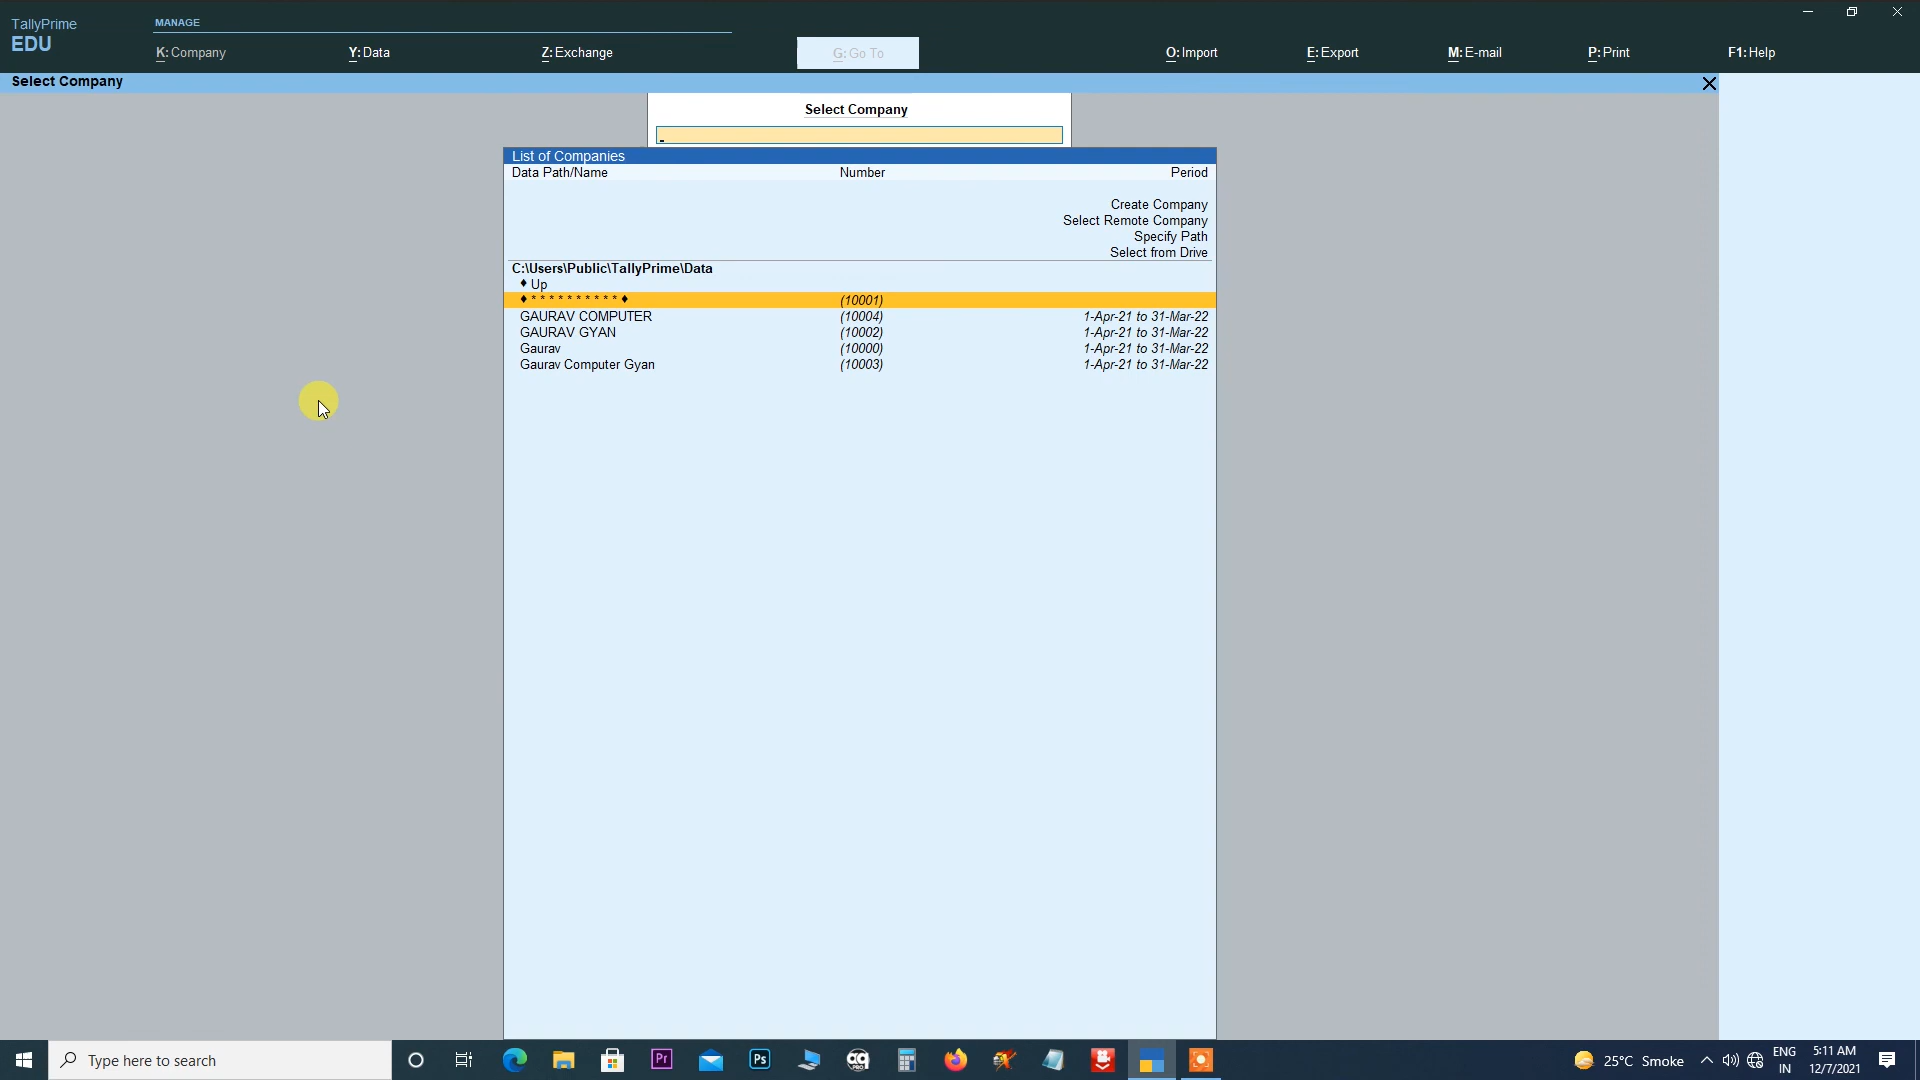 TallyPrime
EDU
MANAGE
K: Company
Y: Data
Z: Exchange
G: Go To
O: Import
E: Export
M: E-mail
P: Print
F1: Help
Select Company
Select Company
List of Companies
Data Path/Name Number Period
Create Company
Select Remote Company
Specify Path
Select from Drive
C:\Users\Public\TallyPrime\Data
♦ Up
♦ * * * * * * * * * * ♦ (10001)
GAURAV COMPUTER (10004) 1-Apr-21 to 31-Mar-22
GAURAV GYAN (10002) 1-Apr-21 to 31-Mar-22
Gaurav (10000) 1-Apr-21 to 31-Mar-22
Gaurav Computer Gyan (10003) 1-Apr-21 to 31-Mar-22
Type here to search
Pr
Ps
25°C Smoke
ENG
IN
5:11 AM
12/7/2021